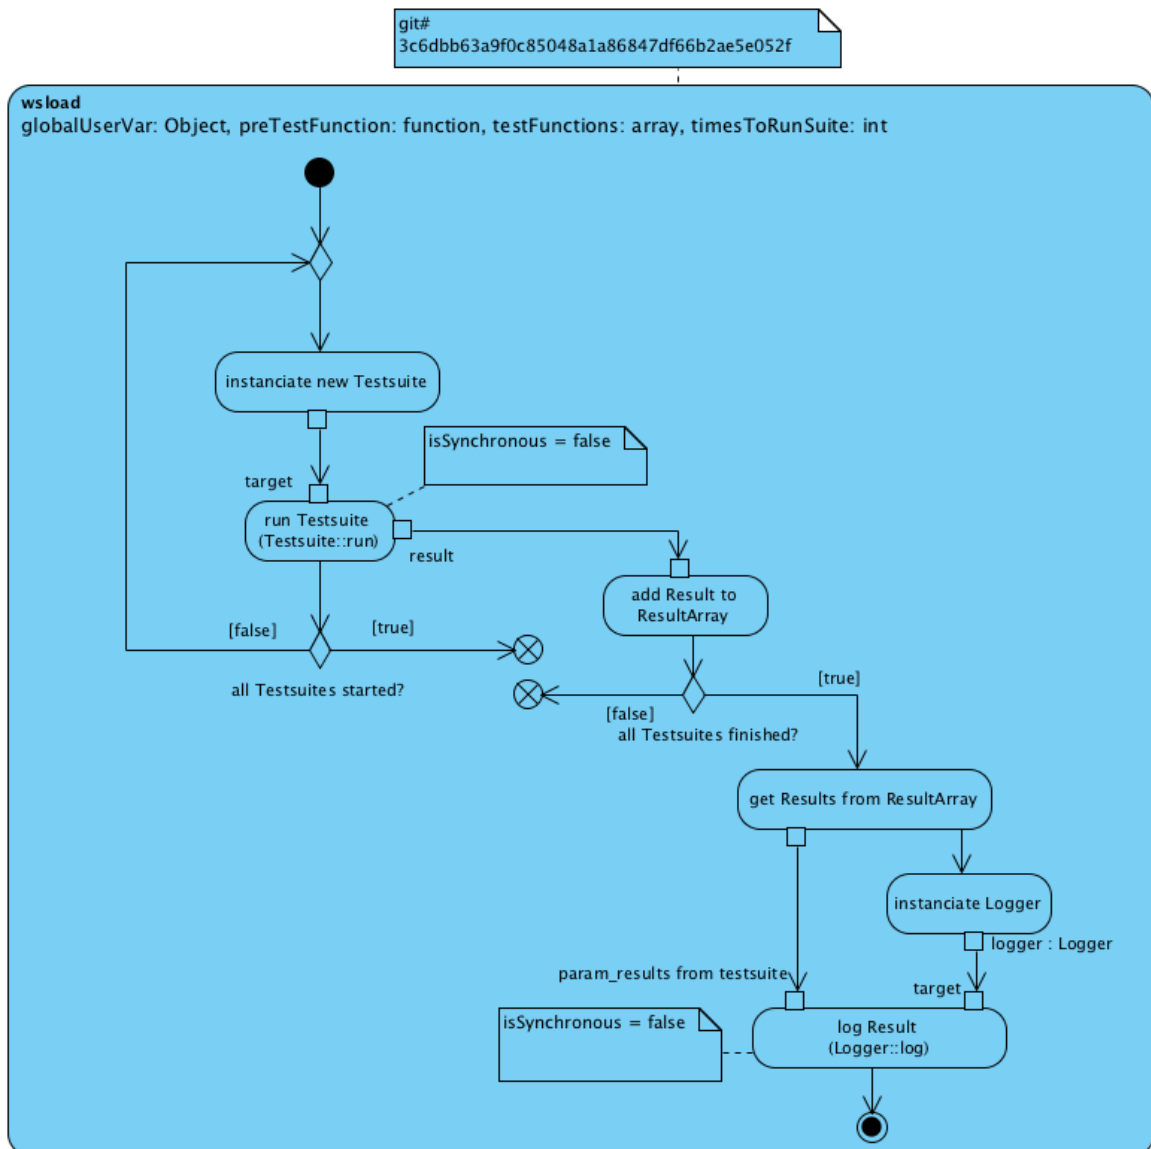 git#
3c6dbb63a9f0c85048a1a86847df66b2ae5e052f
wsload
globalUserVar: Object, preTestFunction: function, testFunctions: array, timesToRunSuite: int
instanciate new Testsuite
isSynchronous = false
target
run Testsuite
(Testsuite::run)
result
add Result to
ResultArray
[false]
[true]
all Testsuites started?
[true]
[false]
all Testsuites finished?
get Results from ResultArray
instanciate Logger
logger : Logger
param_results from testsuite
target
isSynchronous = false
log Result
(Logger::log)